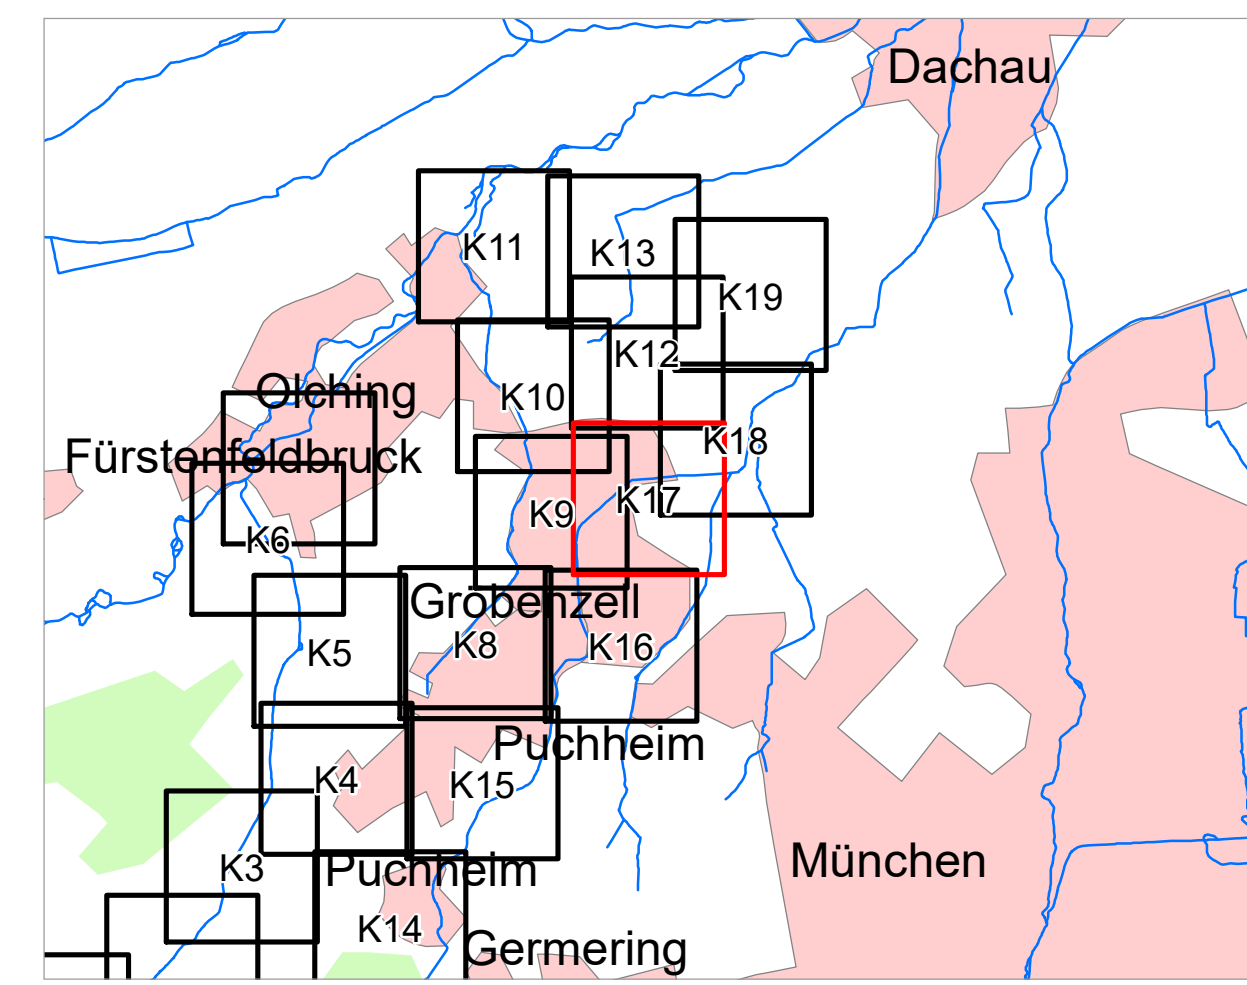 Dachau
K11
K13
K19
K12
Olching
K10
K18
Fürstenfeldbruck
K17
K9
K6
Gröbenzell
K8
K16
K5
Puchheim
K4
K15
München
K3
Puchheim
K14
Germering